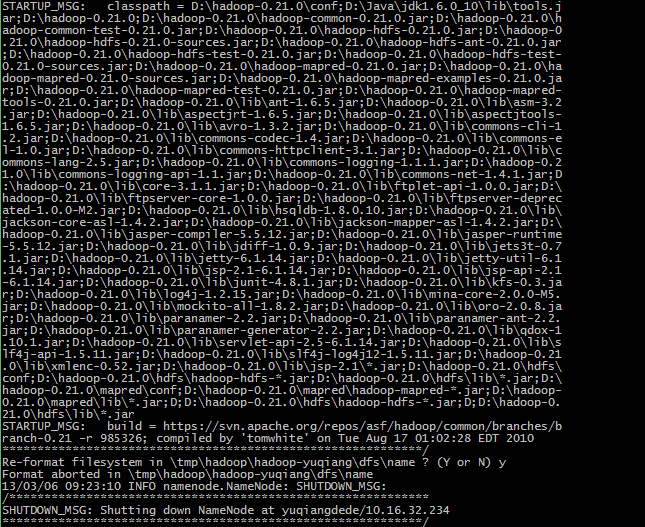 STARTUP_MSG:   classpath = D:\hadoop-0.21.0\conf;D:\Java\jdk1.6.0_10\lib\tools.j
ar;D:\hadoop-0.21.0;D:\hadoop-0.21.0\hadoop-common-0.21.0.jar;D:\hadoop-0.21.0\h
adoop-common-test-0.21.0.jar;D:\hadoop-0.21.0\hadoop-hdfs-0.21.0.jar;D:\hadoop-0
.21.0\hadoop-hdfs-0.21.0-sources.jar;D:\hadoop-0.21.0\hadoop-hdfs-ant-0.21.0.jar
;D:\hadoop-0.21.0\hadoop-hdfs-test-0.21.0.jar;D:\hadoop-0.21.0\hadoop-hdfs-test-
0.21.0-sources.jar;D:\hadoop-0.21.0\hadoop-mapred-0.21.0.jar;D:\hadoop-0.21.0\ha
doop-mapred-0.21.0-sources.jar;D:\hadoop-0.21.0\hadoop-mapred-examples-0.21.0.ja
r;D:\hadoop-0.21.0\hadoop-mapred-test-0.21.0.jar;D:\hadoop-0.21.0\hadoop-mapred-
tools-0.21.0.jar;D:\hadoop-0.21.0\lib\ant-1.6.5.jar;D:\hadoop-0.21.0\lib\asm-3.2
.jar;D:\hadoop-0.21.0\lib\aspectjrt-1.6.5.jar;D:\hadoop-0.21.0\lib\aspectjtools-
1.6.5.jar;D:\hadoop-0.21.0\lib\avro-1.3.2.jar;D:\hadoop-0.21.0\lib\commons-cli-1
.2.jar;D:\hadoop-0.21.0\lib\commons-codec-1.4.jar;D:\hadoop-0.21.0\lib\commons-e
l-1.0.jar;D:\hadoop-0.21.0\lib\commons-httpclient-3.1.jar;D:\hadoop-0.21.0\lib\c
ommons-lang-2.5.jar;D:\hadoop-0.21.0\lib\commons-logging-1.1.1.jar;D:\hadoop-0.2
1.0\lib\commons-logging-api-1.1.jar;D:\hadoop-0.21.0\lib\commons-net-1.4.1.jar;D
:\hadoop-0.21.0\lib\core-3.1.1.jar;D:\hadoop-0.21.0\lib\ftplet-api-1.0.0.jar;D:\
hadoop-0.21.0\lib\ftpserver-core-1.0.0.jar;D:\hadoop-0.21.0\lib\ftpserver-deprec
ated-1.0.0-M2.jar;D:\hadoop-0.21.0\lib\hsqldb-1.8.0.10.jar;D:\hadoop-0.21.0\lib\
jackson-core-asl-1.4.2.jar;D:\hadoop-0.21.0\lib\jackson-mapper-asl-1.4.2.jar;D:\
hadoop-0.21.0\lib\jasper-compiler-5.5.12.jar;D:\hadoop-0.21.0\lib\jasper-runtime
-5.5.12.jar;D:\hadoop-0.21.0\lib\jdiff-1.0.9.jar;D:\hadoop-0.21.0\lib\jets3t-0.7
.1.jar;D:\hadoop-0.21.0\lib\jetty-6.1.14.jar;D:\hadoop-0.21.0\lib\jetty-util-6.1
.14.jar;D:\hadoop-0.21.0\lib\jsp-2.1-6.1.14.jar;D:\hadoop-0.21.0\lib\jsp-api-2.1
-6.1.14.jar;D:\hadoop-0.21.0\lib\junit-4.8.1.jar;D:\hadoop-0.21.0\lib\kfs-0.3.ja
r;D:\hadoop-0.21.0\lib\log4j-1.2.15.jar;D:\hadoop-0.21.0\lib\mina-core-2.0.0-M5.
jar;D:\hadoop-0.21.0\lib\mockito-all-1.8.2.jar;D:\hadoop-0.21.0\lib\oro-2.0.8.ja
r;D:\hadoop-0.21.0\lib\paranamer-2.2.jar;D:\hadoop-0.21.0\lib\paranamer-ant-2.2.
jar;D:\hadoop-0.21.0\lib\paranamer-generator-2.2.jar;D:\hadoop-0.21.0\lib\qdox-1
.10.1.jar;D:\hadoop-0.21.0\lib\servlet-api-2.5-6.1.14.jar;D:\hadoop-0.21.0\lib\s
lf4j-api-1.5.11.jar;D:\hadoop-0.21.0\lib\slf4j-log4j12-1.5.11.jar;D:\hadoop-0.21
.0\lib\xmlenc-0.52.jar;D:\hadoop-0.21.0\lib\jsp-2.1\*.jar;D:\hadoop-0.21.0\hdfs\
conf;D:\hadoop-0.21.0\hdfs\hadoop-hdfs-*.jar;D:\hadoop-0.21.0\hdfs\lib\*.jar;D:\
hadoop-0.21.0\mapred\conf;D:\hadoop-0.21.0\mapred\hadoop-mapred-*.jar;D:\hadoop-
0.21.0\mapred\lib\*.jar;D;D:\hadoop-0.21.0\hdfs\hadoop-hdfs-*.jar;D;D:\hadoop-0.
21.0\hdfs\lib\*.jar
STARTUP_MSG:   build = https://svn.apache.org/repos/asf/hadoop/common/branches/b
ranch-0.21 -r 985326; compiled by 'tomwhite' on Tue Aug 17 01:02:28 EDT 2010
************************************************************/
Re-format filesystem in \tmp\hadoop\hadoop-yuqiang\dfs\name ? (Y or N) y
Format aborted in \tmp\hadoop\hadoop-yuqiang\dfs\name
13/03/06 09:23:10 INFO namenode.NameNode: SHUTDOWN_MSG:
/************************************************************
SHUTDOWN_MSG: Shutting down NameNode at yuqiangdede/10.16.32.234
************************************************************/